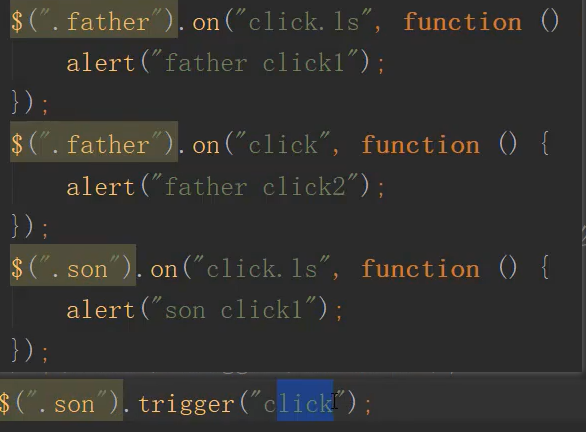 $(".father").on("click.ls", function ()
    alert("father click1");
});
$(".father").on("click", function () {
    alert("father click2");
});
$(".son").on("click.ls", function () {
    alert("son click1");
});
$(".son").trigger("click");